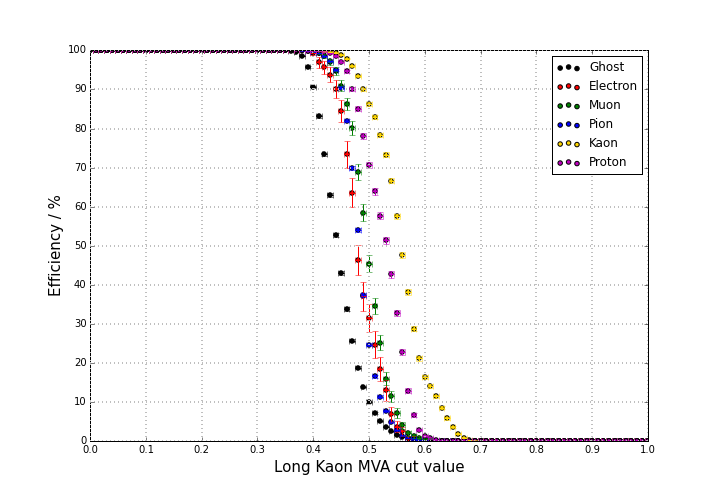 100
90
80
70
60
50
40
30
20
10
0
Efficiency / %
Ghost
Electron
Muon
Pion
Kaon
Proton
0.0 0.1 0.2 0.3 0.4 0.5 0.6 0.7 0.8 0.9 1.0
Long Kaon MVA cut value